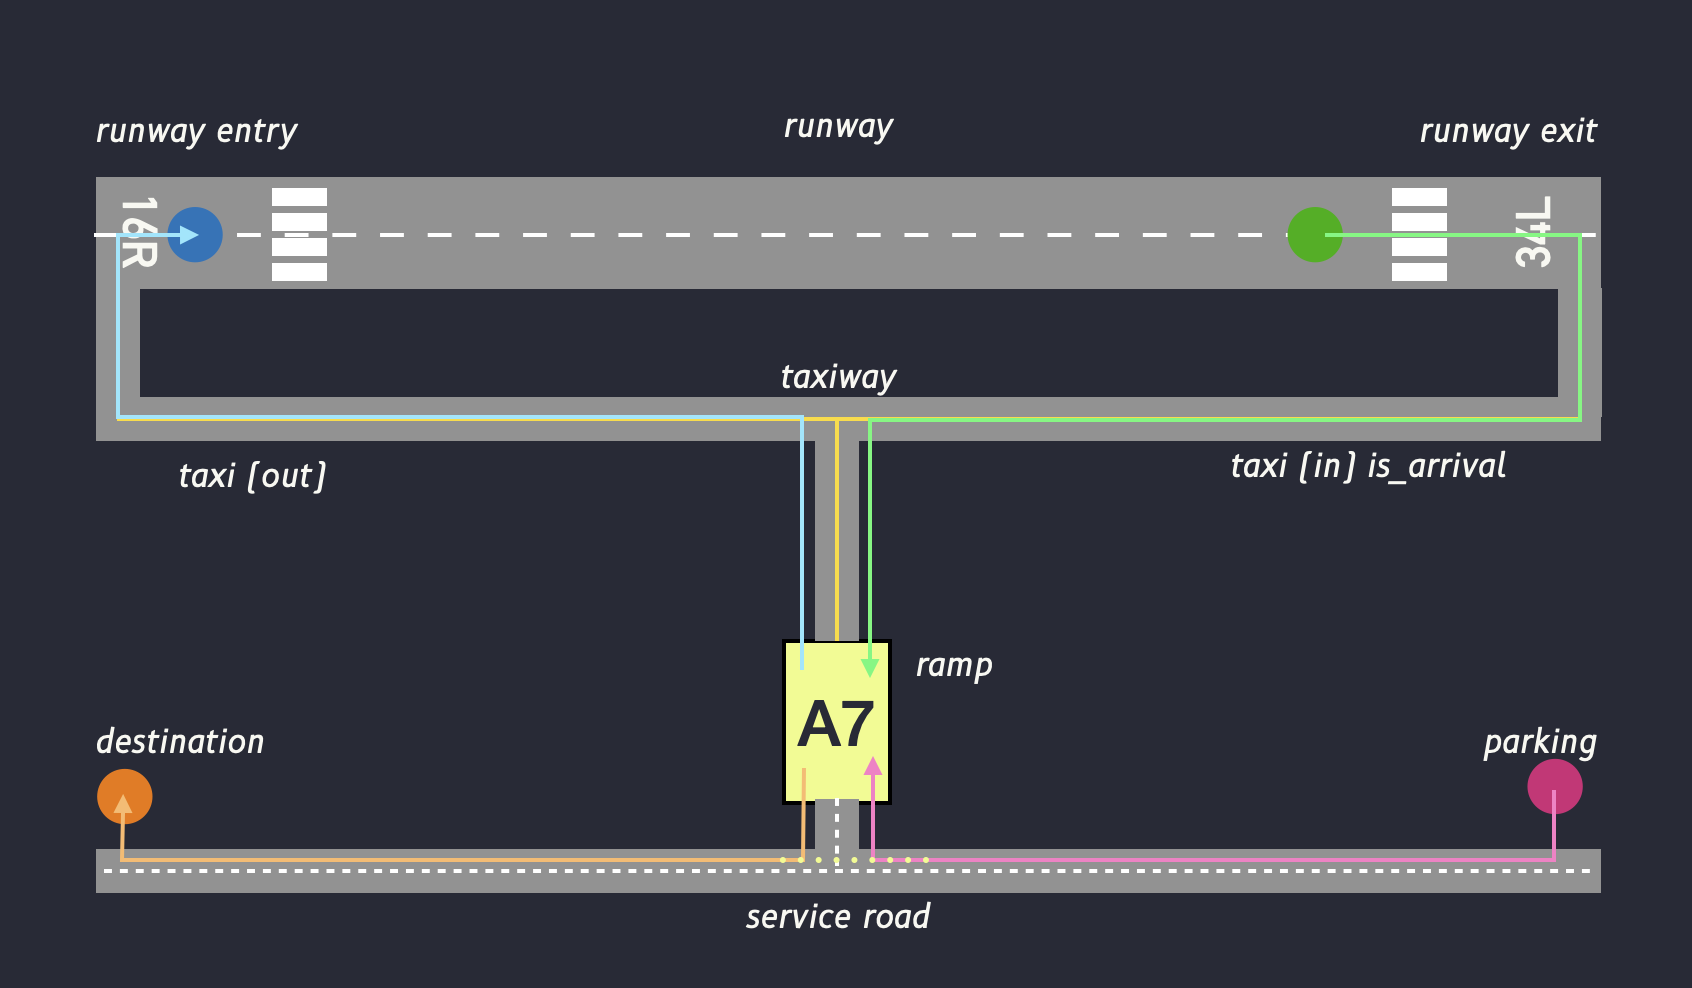 runway entry
runway
runway exit
16R
34L
taxiway
taxi [out]
taxi [in] is_arrival
ramp
A7
destination
parking
service road